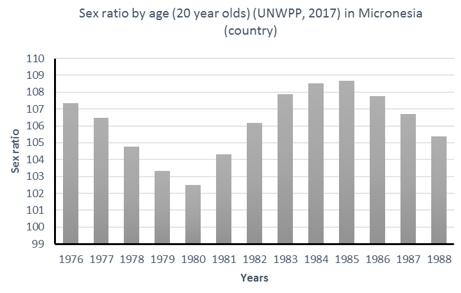 Sex ratio by age (20 year olds) (UNWPP, 2017) in Micronesia
(country)
110
109
108
107
106
105
104
103
102
101
100
99
Sex ratio
1976 1977 1978 1979 1980 1981 1982 1983 1984 1985 1986 1987 1988
Years